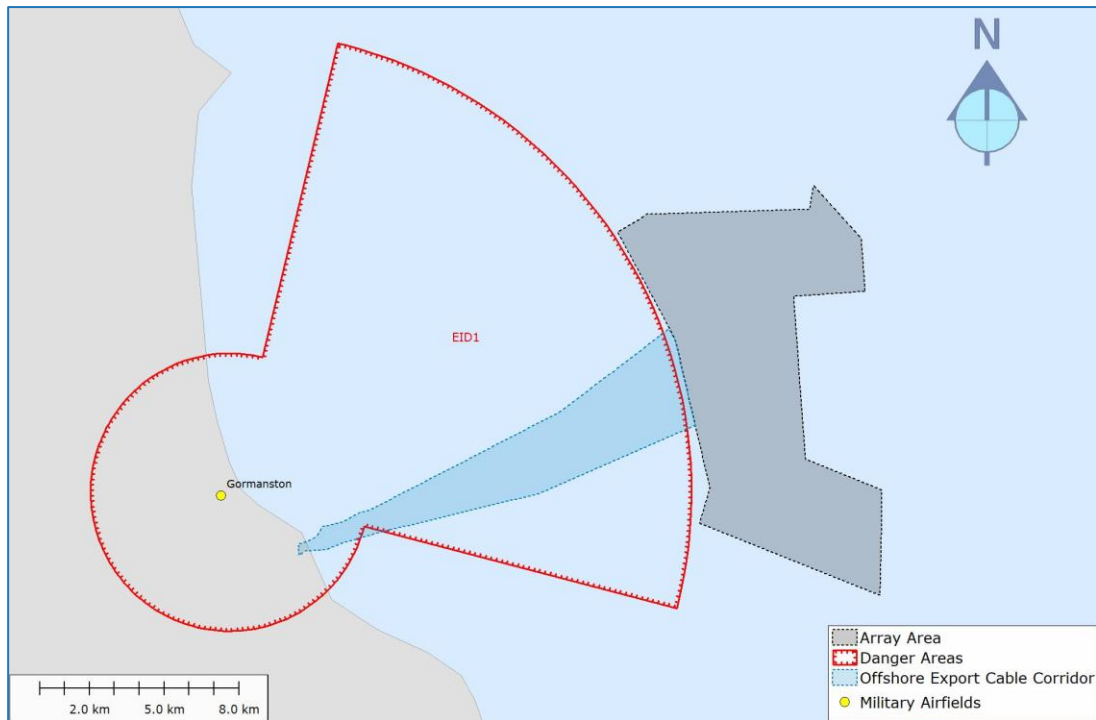 N
EID1
Gormanston
Array Area
Danger Areas
Offshore Export Cable Corridor
Military Airfields
2.0 km 5.0 km 8.0 km